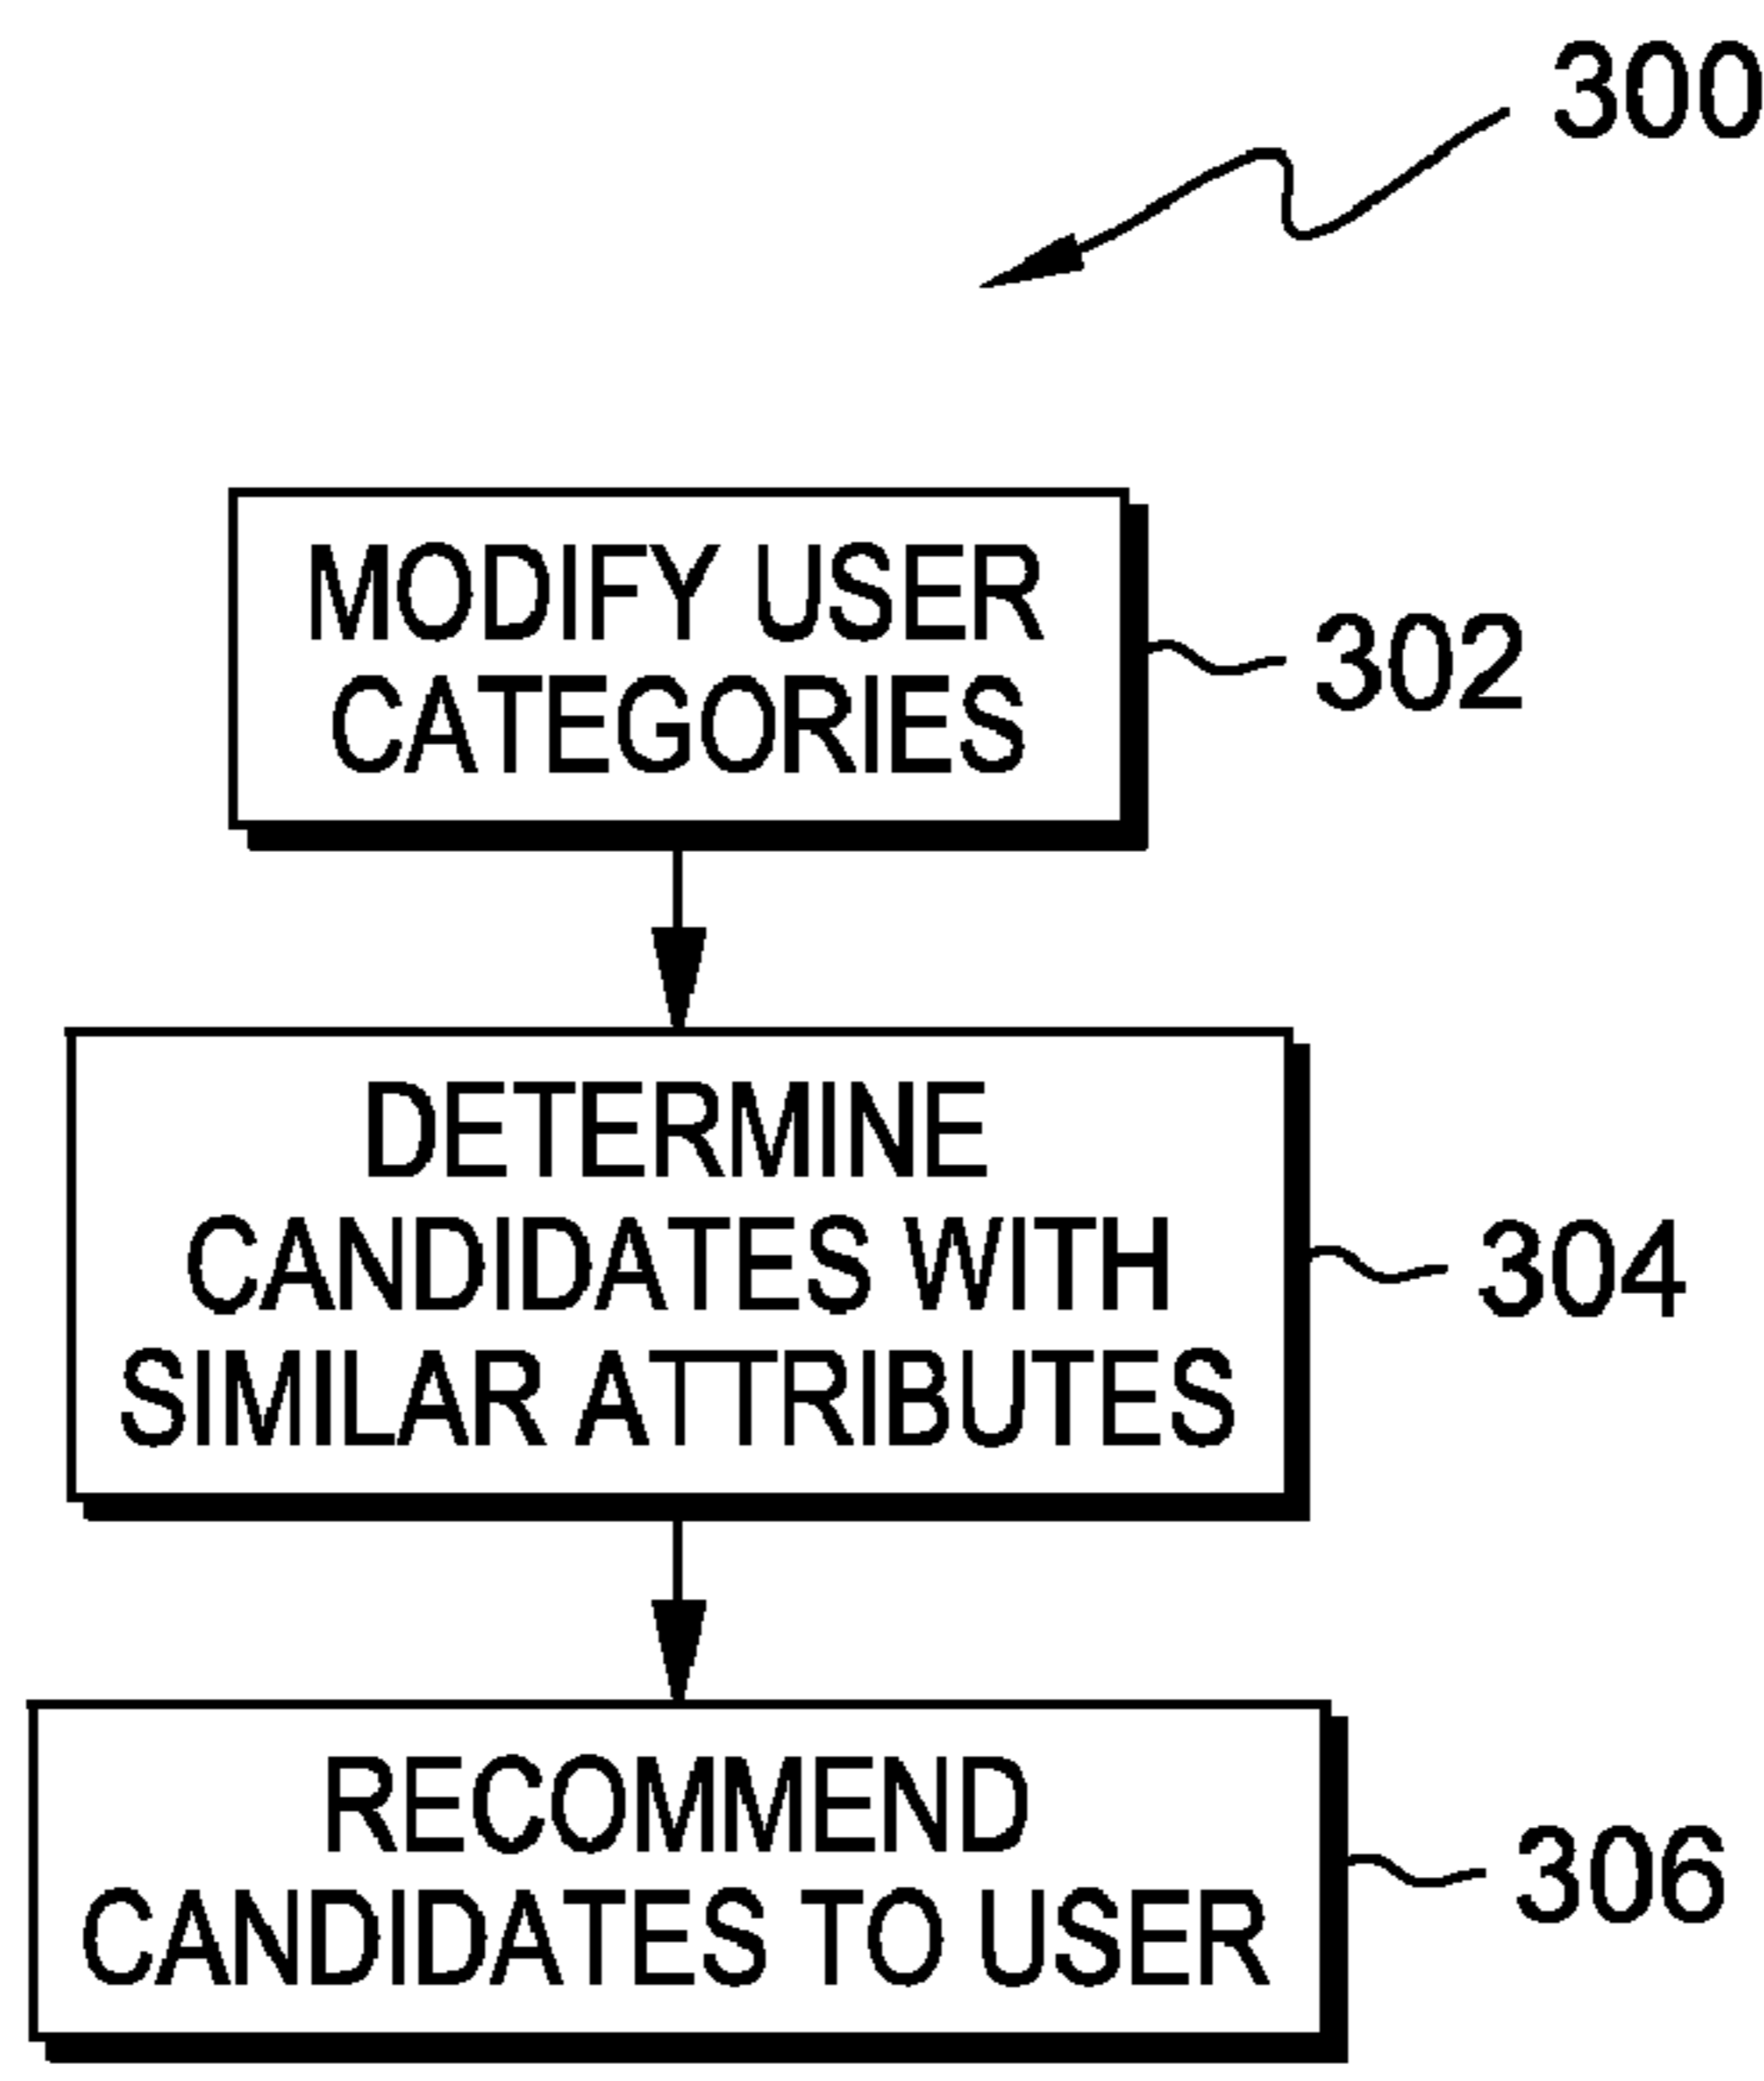 300
MODIFY USER
CATEGORIES
302
DETERMINE
CANDIDATES WITH
SIMILAR ATTRIBUTES
304
RECOMMEND
CANDIDATES TO USER
306